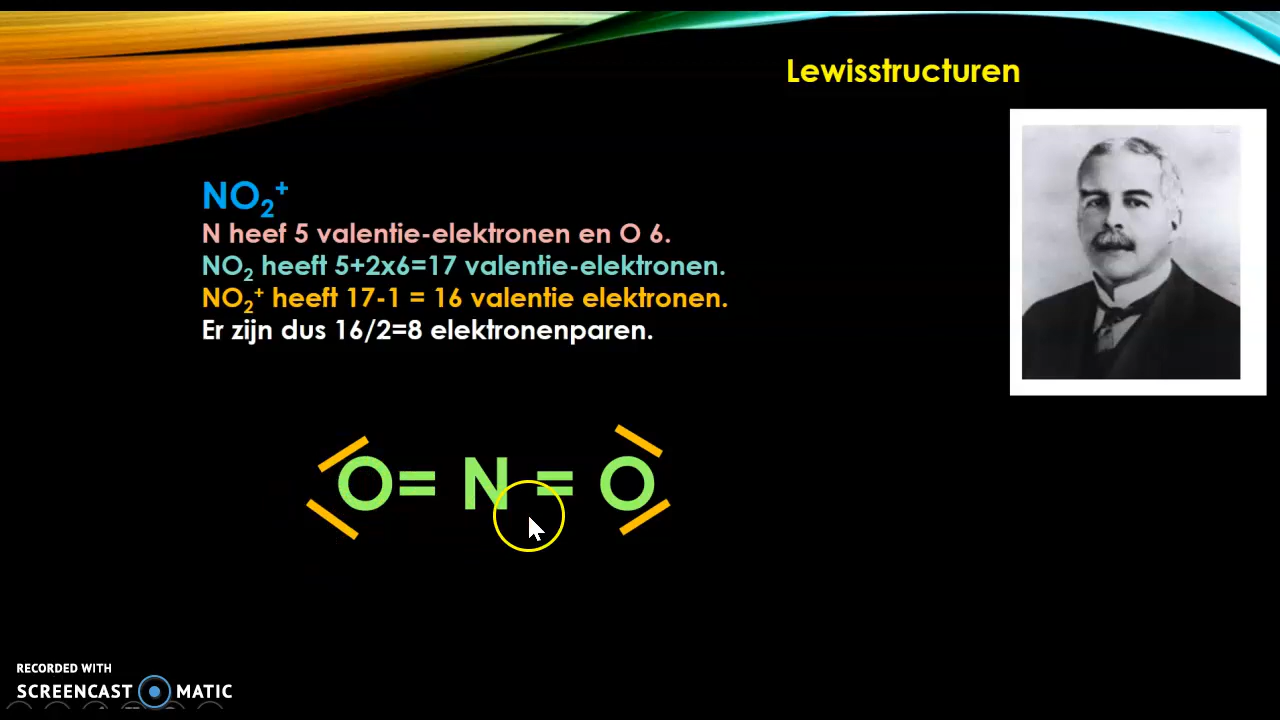 Lewisstructuren
NO₂⁺
N heef 5 valentie-elektronen en O 6.
NO₂ heeft 5+2x6=17 valentie-elektronen.
NO₂⁺ heeft 17-1 = 16 valentie elektronen.
Er zijn dus 16/2=8 elektronenparen.
O= N = O
RECORDED WITH
SCREENCAST MATIC